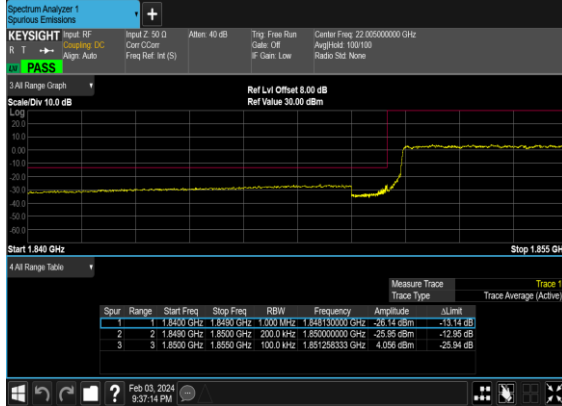 Spectrum Analyzer 1
Spurious Emissions
+
KEYSIGHT Input: RF Input Z: 50 Ω Atten: 40 dB Trig: Free Run Center Freq: 22.005000000 GHz
R T Coupling: DC Corr CCorr Gate: Off Avg|Hold: 100/100
Align: Auto Freq Ref: Int (S) IF Gain: Low Radio Std: None
PASS
3 All Range Graph
Ref Lvl Offset 8.00 dB
Scale/Div 10.0 dB Ref Value 30.00 dBm
Log
20.0
10.0
0.00
-10.0
-20.0
-30.0
-40.0
-50.0
-60.0
Start 1.840 GHz Stop 1.855 GH
4 All Range Table
Measure Trace Trace 1
Trace Type Trace Average (Active)
Spur Range Start Freq Stop Freq RBW Frequency Amplitude ΔLimit
1 1 1.8400 GHz 1.8490 GHz 1.000 MHz 1.848130000 GHz -26.14 dBm -13.14 dB
2 2 1.8490 GHz 1.8500 GHz 200.0 kHz 1.850000000 GHz -25.95 dBm -12.95 dB
3 3 1.8500 GHz 1.8550 GHz 100.0 kHz 1.851258333 GHz 4.056 dBm -25.94 dB
? Feb 03, 2024
9:37:14 PM